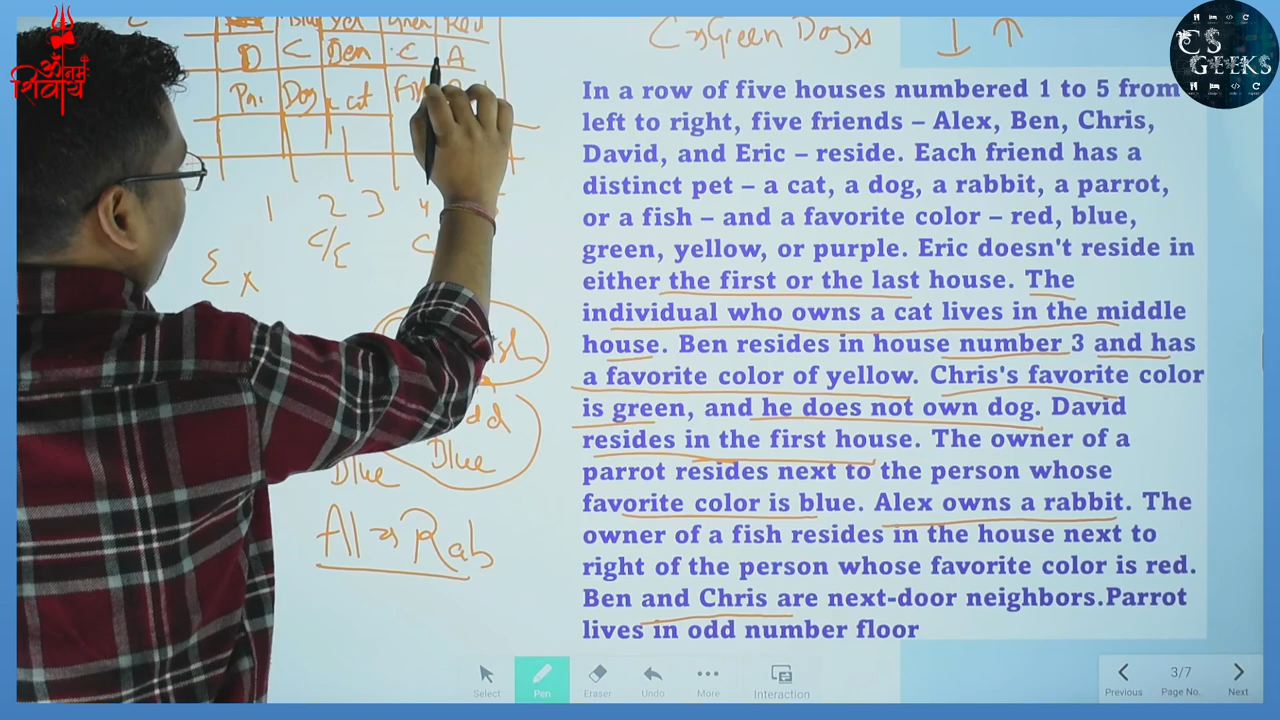 Blue Yel Green Red
D C Ben E A
Pa. Dog cat Fish
1 2 3 4
C/E C
E x
Blue
Blue
Al → Rab
C → Green Dog x ↓ ↑
ॐ नमः
शिवाय
CS
GEEKS
In a row of five houses numbered 1 to 5 from
left to right, five friends – Alex, Ben, Chris,
David, and Eric – reside. Each friend has a
distinct pet – a cat, a dog, a rabbit, a parrot,
or a fish – and a favorite color – red, blue,
green, yellow, or purple. Eric doesn't reside in
either the first or the last house. The
individual who owns a cat lives in the middle
house. Ben resides in house number 3 and has
a favorite color of yellow. Chris's favorite color
is green, and he does not own dog. David
resides in the first house. The owner of a
parrot resides next to the person whose
favorite color is blue. Alex owns a rabbit. The
owner of a fish resides in the house next to
right of the person whose favorite color is red.
Ben and Chris are next-door neighbors.Parrot
lives in odd number floor
Select Pen Eraser Undo More Interaction
Previous 3/7 Page No. Next